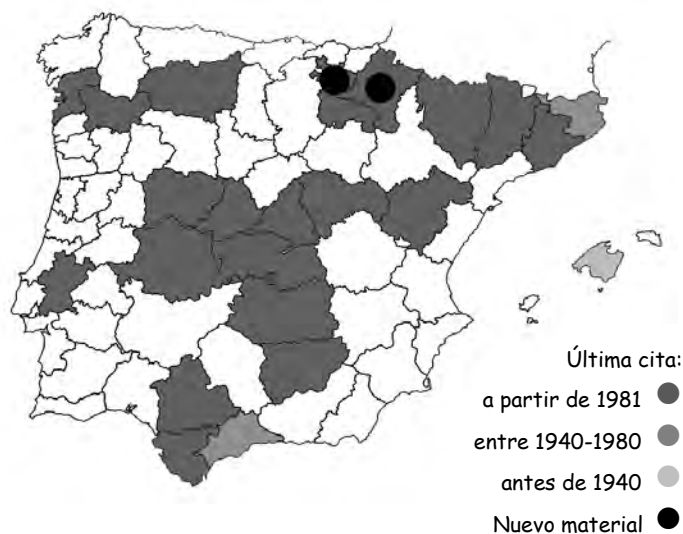 Última cita:
a partir de 1981
entre 1940-1980
antes de 1940
Nuevo material